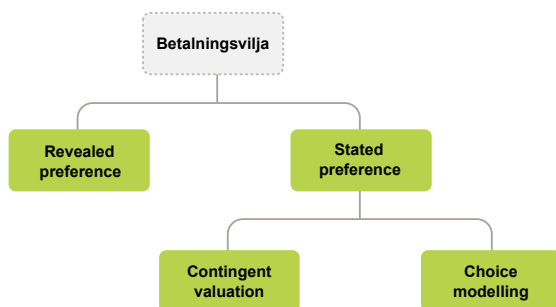 Betalningsvilja
Revealed
preference
Stated
preference
Contingent
valuation
Choice
modelling